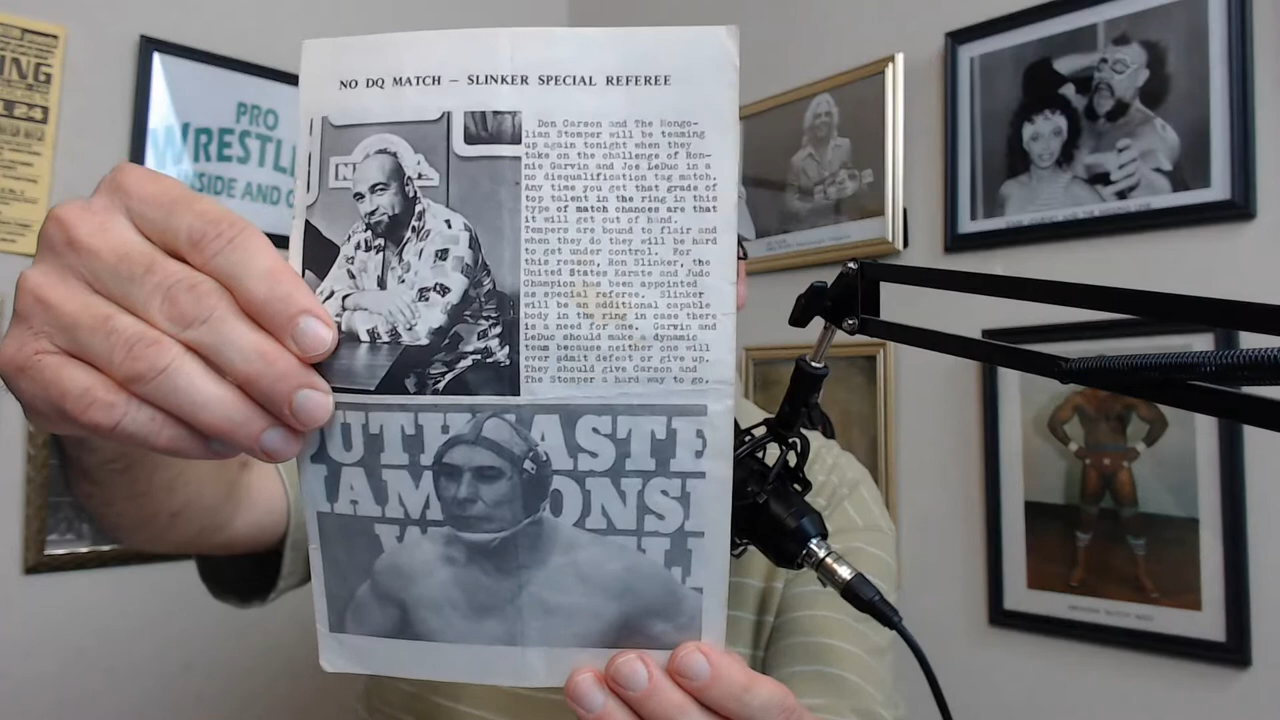 NO DQ MATCH — SLINKER SPECIAL REFEREE
Don Carson and The Mongo-
lian Stomper will be teaming
up again tonight when they
take on the challenge of Ron-
nie Garvin and Joe LeDuc in a
no disqualification tag match.
Any time you get that grade of
top talent in the ring in this
type of match chances are that
it will get out of hand.
Tempers are bound to flair and
when they do they will be hard
to get under control. For
this reason, Ron Slinker, the
United States Karate and Judo
Champion has been appointed
as special referee. Slinker
will be an additional capable
body in the ring in case there
is a need for one. Garvin and
LeDuc should make a dynamic
team because neither one will
ever admit defeat or give up.
They should give Carson and
The Stomper a hard way to go.
OUTH EASTE
HAM ONSI
PRO
WRESTL
SIDE AND O
ING
L 24